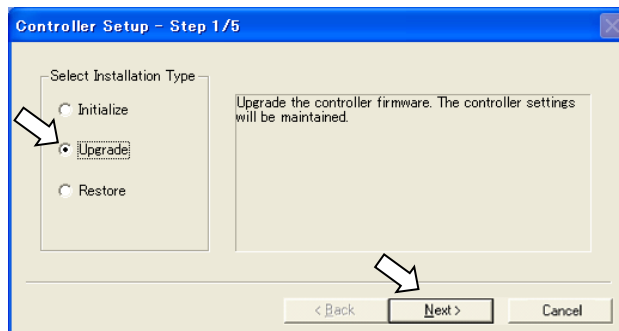 Controller Setup - Step 1/5
Select Installation Type
Initialize
Upgrade
Restore
Upgrade the controller firmware. The controller settings
will be maintained.
< Back
Next >
Cancel